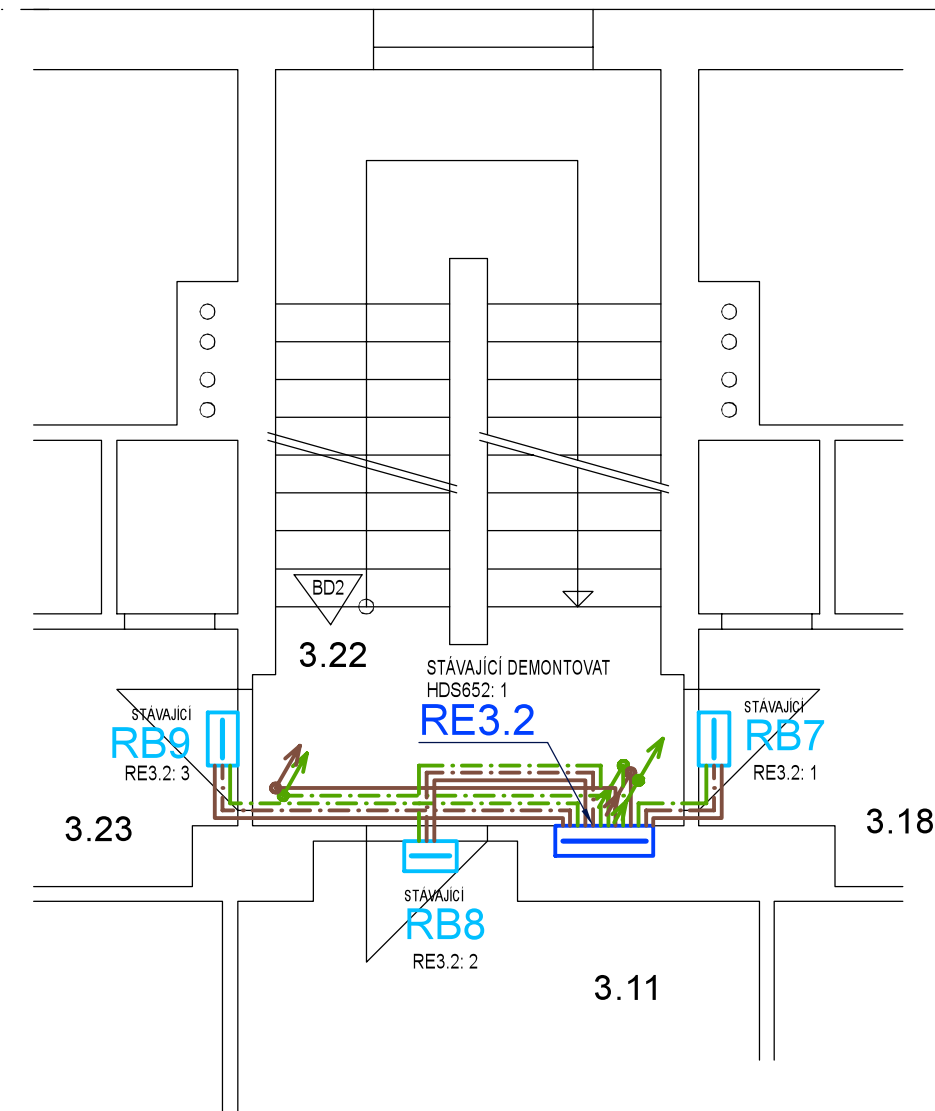 BD2
3.22
STÁVAJÍCÍ DEMONTOVAT
HDS652: 1
RE3.2
STÁVAJÍCÍ
RB9
RE3.2: 3
STÁVAJÍCÍ
RB7
RE3.2: 1
3.23
3.18
STÁVAJÍCÍ
RB8
RE3.2: 2
3.11